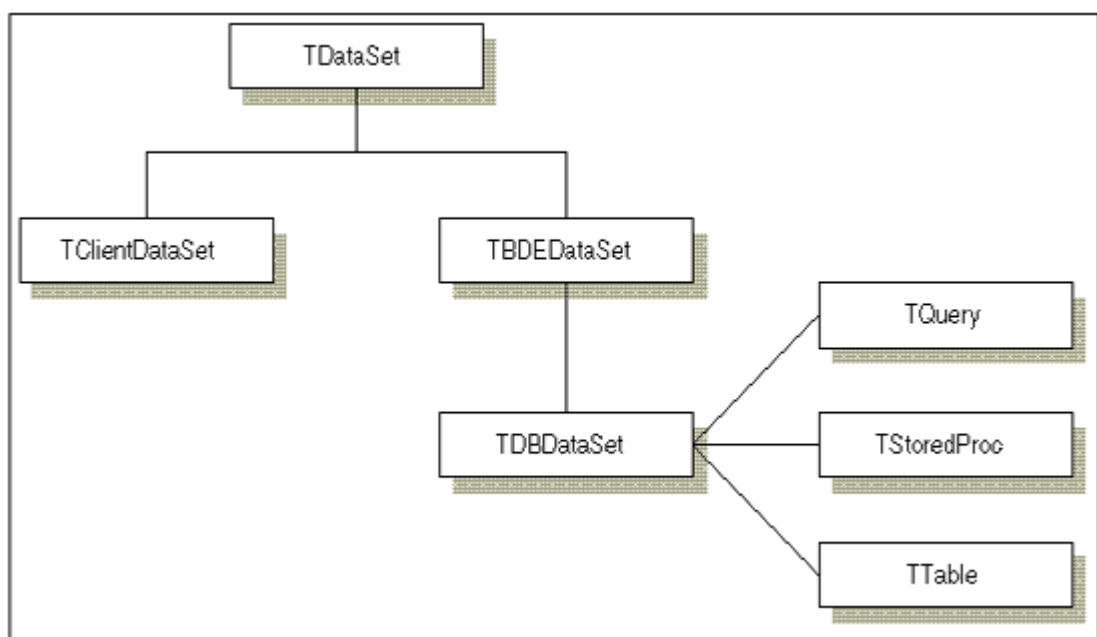 TDataSet
TClientDataSet
TBDEDataSet
TQuery
TDBDataSet
TStoredProc
TTable